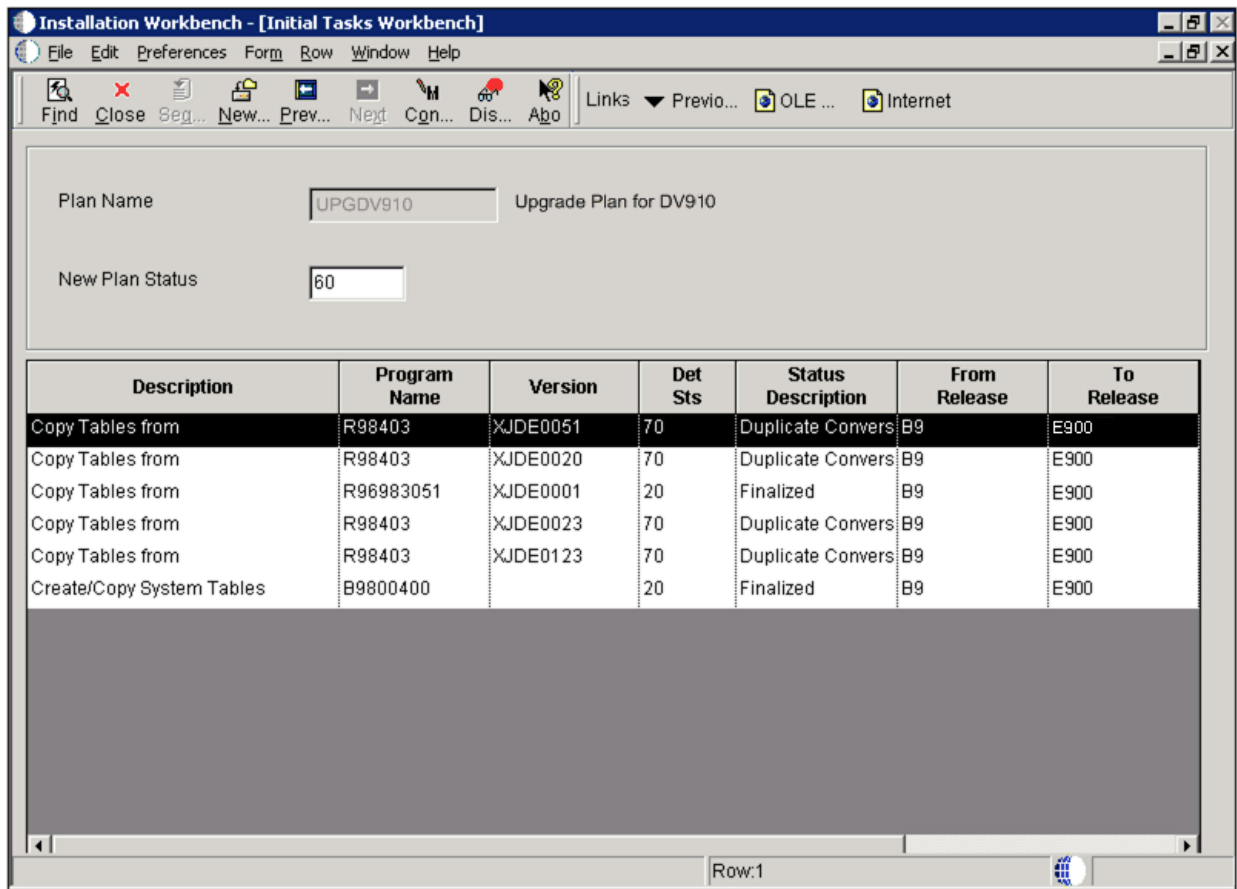 Installation Workbench - [Initial Tasks Workbench]
File Edit Preferences Form Row Window Help
Find Close Seq... New... Prev... Next Con... Dis... Abo Links Previo... OLE ... Internet
Plan Name UPGDV910 Upgrade Plan for DV910
New Plan Status 60
Description Program Name Version Det Sts Status Description From Release To Release
Copy Tables from R98403 XJDE0051 70 Duplicate Convers B9 E900
Copy Tables from R98403 XJDE0020 70 Duplicate Convers B9 E900
Copy Tables from R96983051 XJDE0001 20 Finalized B9 E900
Copy Tables from R98403 XJDE0023 70 Duplicate Convers B9 E900
Copy Tables from R98403 XJDE0123 70 Duplicate Convers B9 E900
Create/Copy System Tables B9800400 20 Finalized B9 E900
Row:1